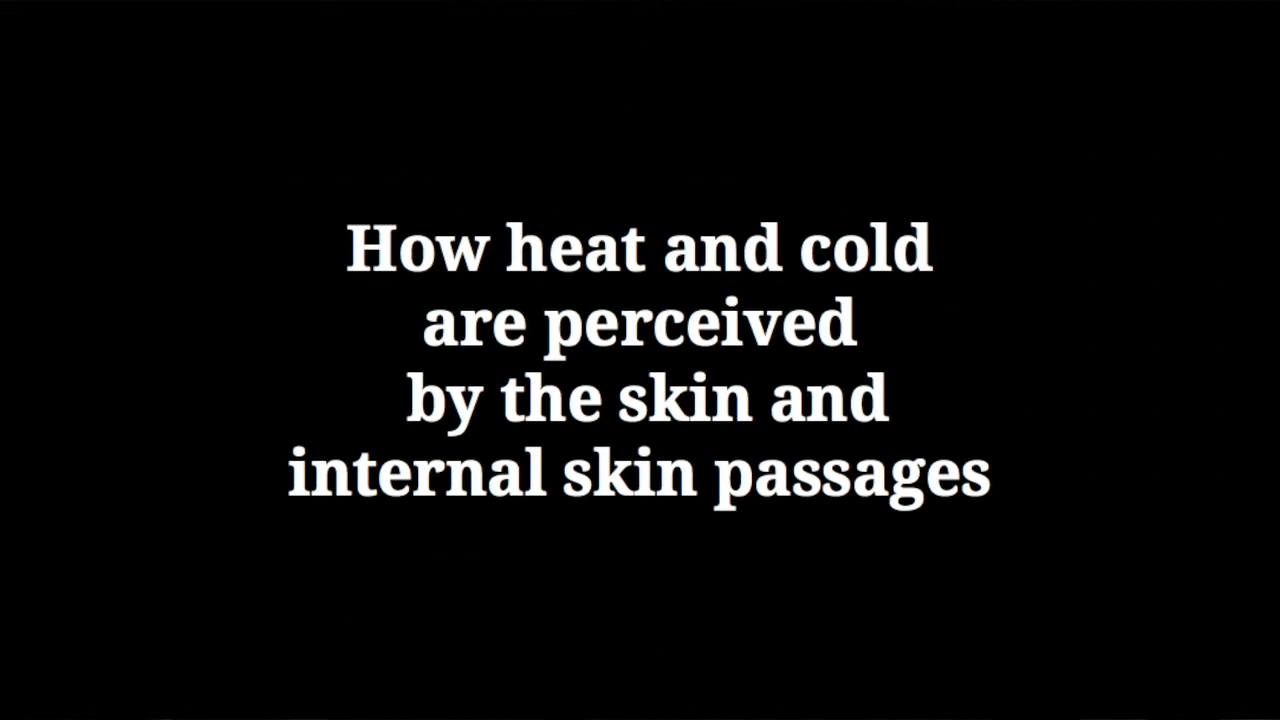 How heat and cold
are perceived
by the skin and
internal skin passages